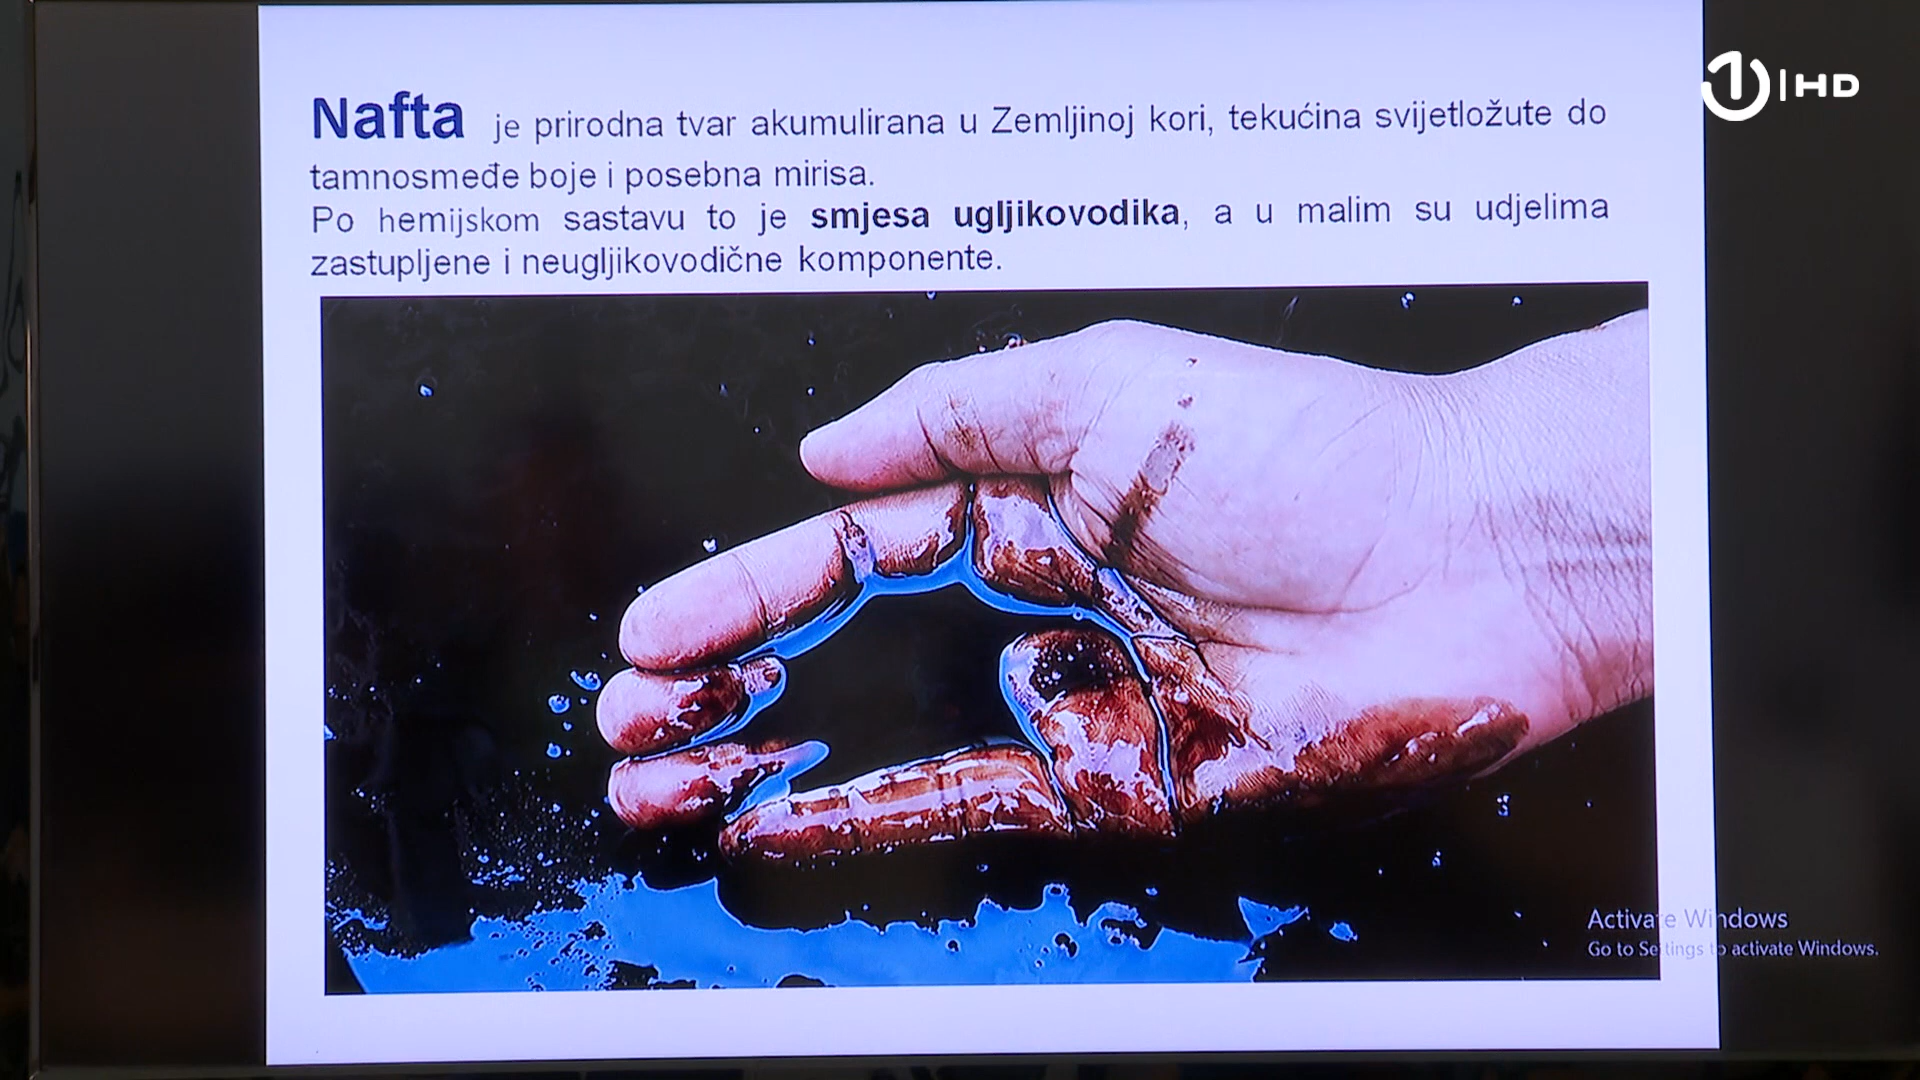 Nafta je prirodna tvar akumulirana u Zemljinoj kori, tekućina svijetložute do
tamnosmeđe boje i posebna mirisa.
Po hemijskom sastavu to je smjesa ugljikovodika, a u malim su udjelima
zastupljene i neugljikovodične komponente.
1 HD
Activate Windows
Go to Settings to activate Windows.